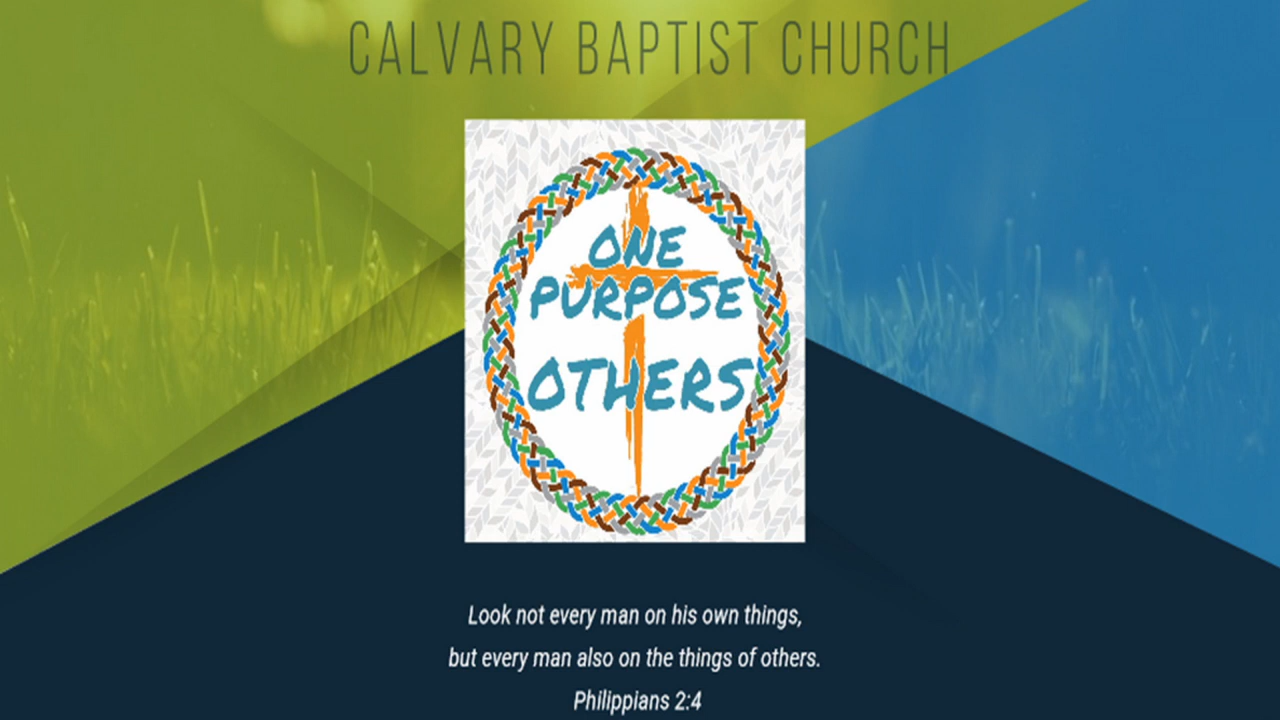 CALVARY BAPTIST CHURCH
ONE
PURPOSE
OTHERS
Look not every man on his own things,
but every man also on the things of others.
Philippians 2:4